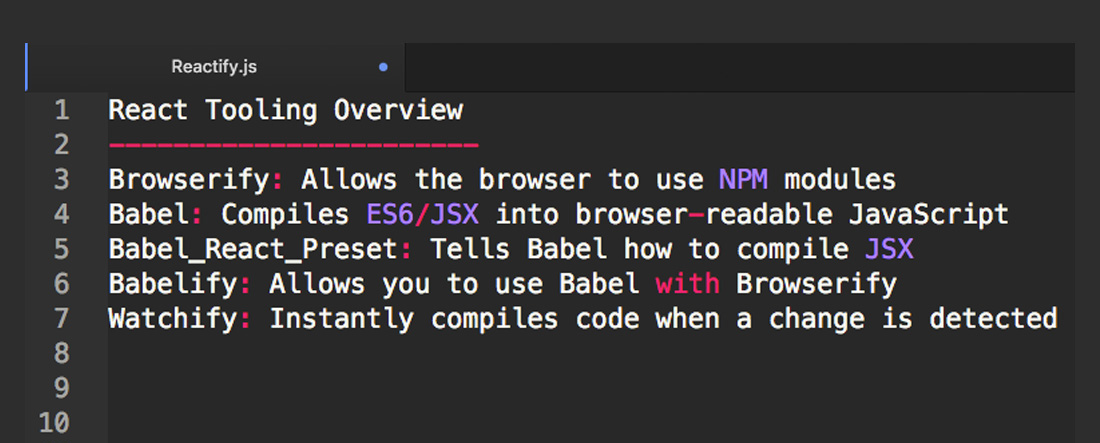 Reactify.js
1 React Tooling Overview
2 -----------------------
3 Browserify: Allows the browser to use NPM modules
4 Babel: Compiles ES6/JSX into browser-readable JavaScript
5 Babel_React_Preset: Tells Babel how to compile JSX
6 Babelify: Allows you to use Babel with Browserify
7 Watchify: Instantly compiles code when a change is detected
8
9
10